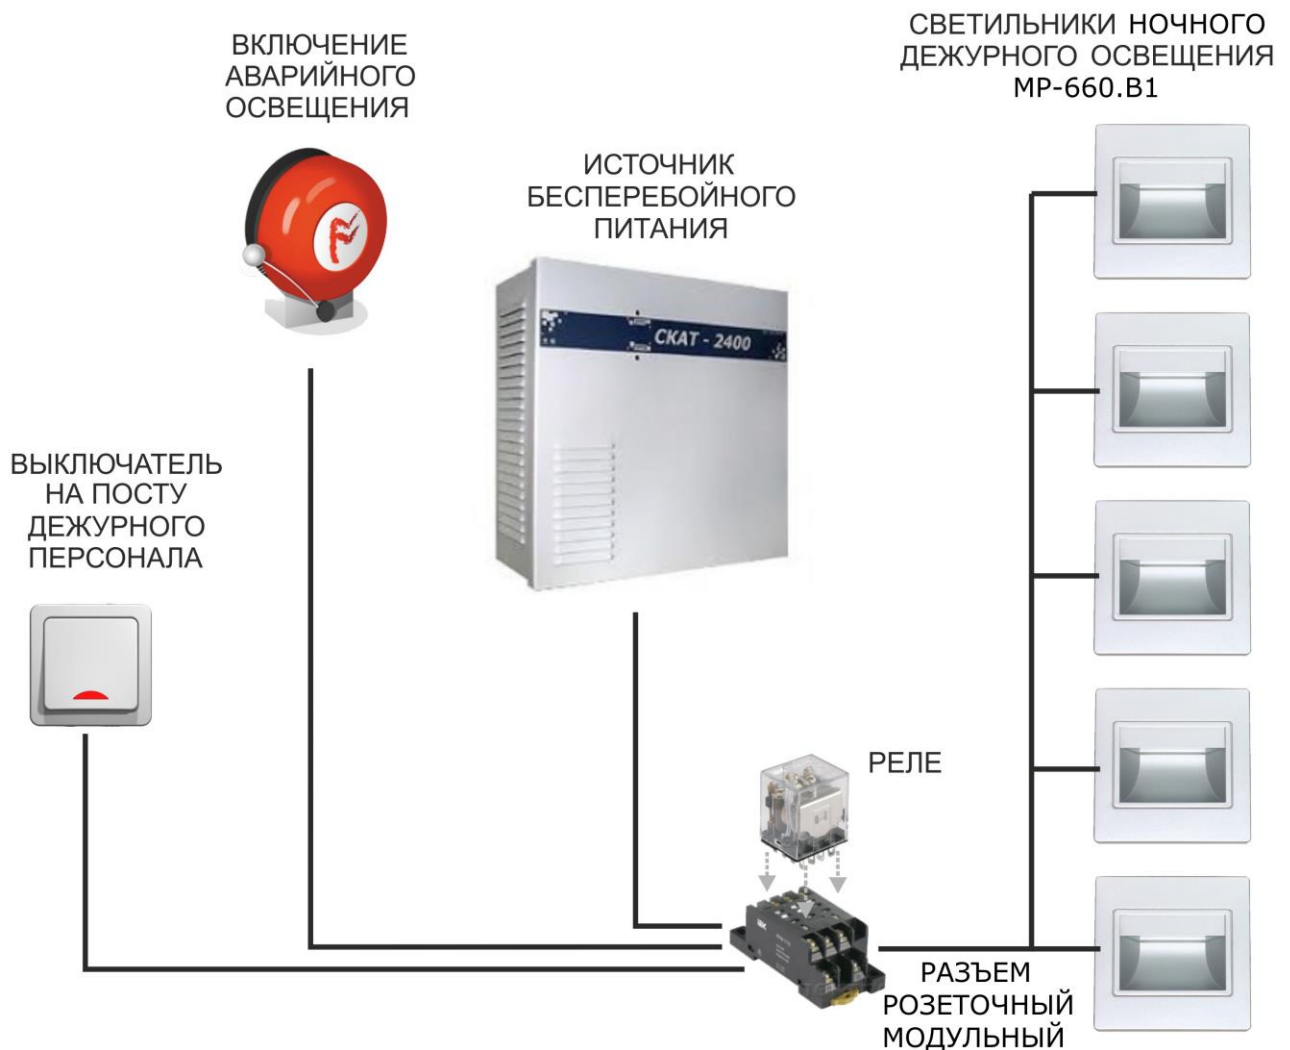 СВЕТИЛЬНИКИ НОЧНОГО
ДЕЖУРНОГО ОСВЕЩЕНИЯ
МР-660.В1
ВКЛЮЧЕНИЕ
АВАРИЙНОГО
ОСВЕЩЕНИЯ
ИСТОЧНИК
БЕСПЕРЕБОЙНОГО
ПИТАНИЯ
СКАТ - 2400
ВЫКЛЮЧАТЕЛЬ
НА ПОСТУ
ДЕЖУРНОГО
ПЕРСОНАЛА
РЕЛЕ
РАЗЪЕМ
РОЗЕТОЧНЫЙ
МОДУЛЬНЫЙ